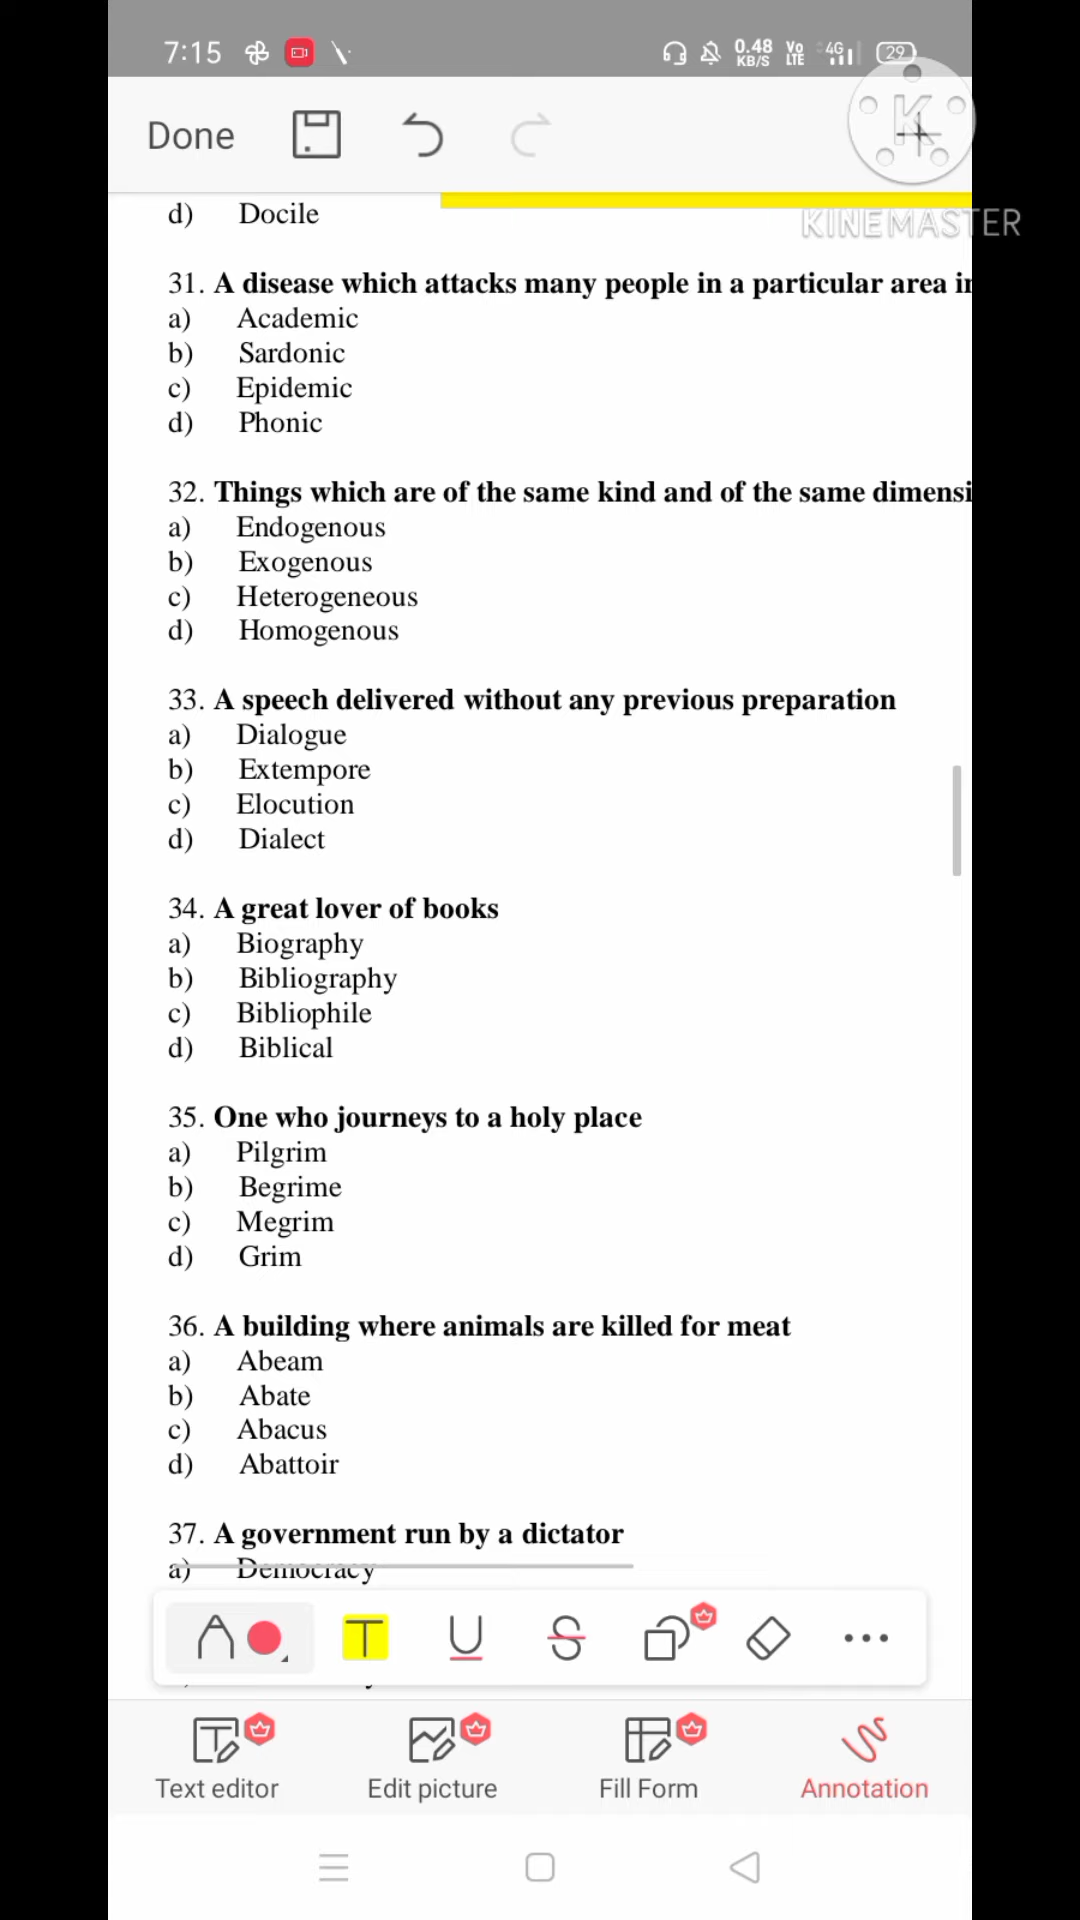 7:15 0.48 KB/S Vo LTE 4G 29
Done
K
KINEMASTER
d) Docile
31. A disease which attacks many people in a particular area
a) Academic
b) Sardonic
c) Epidemic
d) Phonic
32. Things which are of the same kind and of the same dimensi
a) Endogenous
b) Exogenous
c) Heterogeneous
d) Homogenous
33. A speech delivered without any previous preparation
a) Dialogue
b) Extempore
c) Elocution
d) Dialect
34. A great lover of books
a) Biography
b) Bibliography
c) Bibliophile
d) Biblical
35. One who journeys to a holy place
a) Pilgrim
b) Begrime
c) Megrim
d) Grim
36. A building where animals are killed for meat
a) Abeam
b) Abate
c) Abacus
d) Abattoir
37. A government run by a dictator
a) Democracy
T U S
Text editor Edit picture Fill Form Annotation